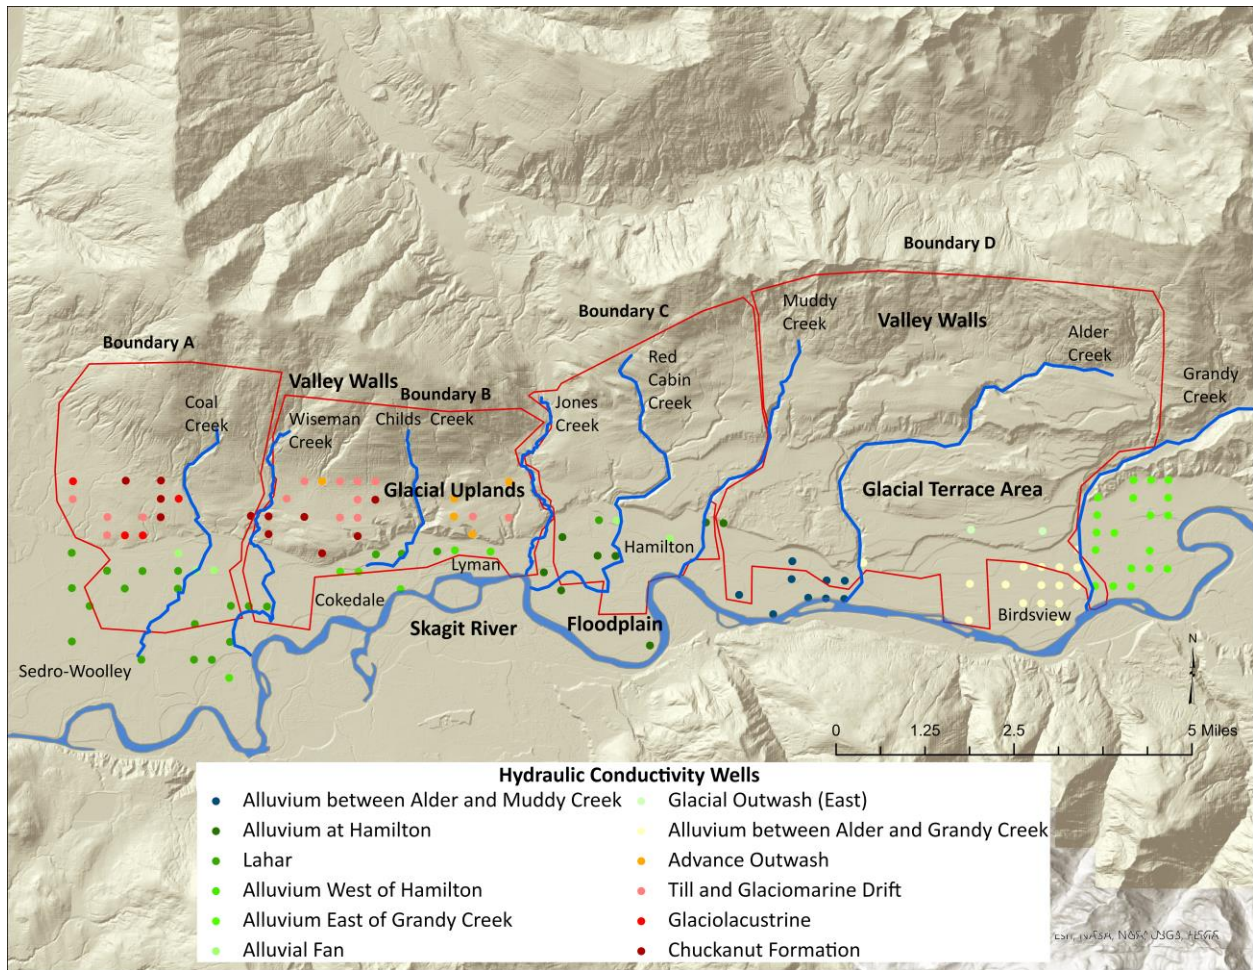 Boundary D
Boundary C
Muddy
Creek
Valley Walls
Alder
Creek
Boundary A
Red
Cabin
Creek
Grandy
Creek
Valley Walls
Boundary B
Coal
Creek
Wiseman
Creek
Childs Creek
Jones
Creek
Glacial Uplands
Glacial Terrace Area
Hamilton
Lyman
Cokedale
Skagit River
Floodplain
Birdsview
Sedro-Woolley
N
0 1.25 2.5 5 Miles
Hydraulic Conductivity Wells
Alluvium between Alder and Muddy Creek
Alluvium at Hamilton
Lahar
Alluvium West of Hamilton
Alluvium East of Grandy Creek
Alluvial Fan
Glacial Outwash (East)
Alluvium between Alder and Grandy Creek
Advance Outwash
Till and Glaciomarine Drift
Glaciolacustrine
Chuckanut Formation